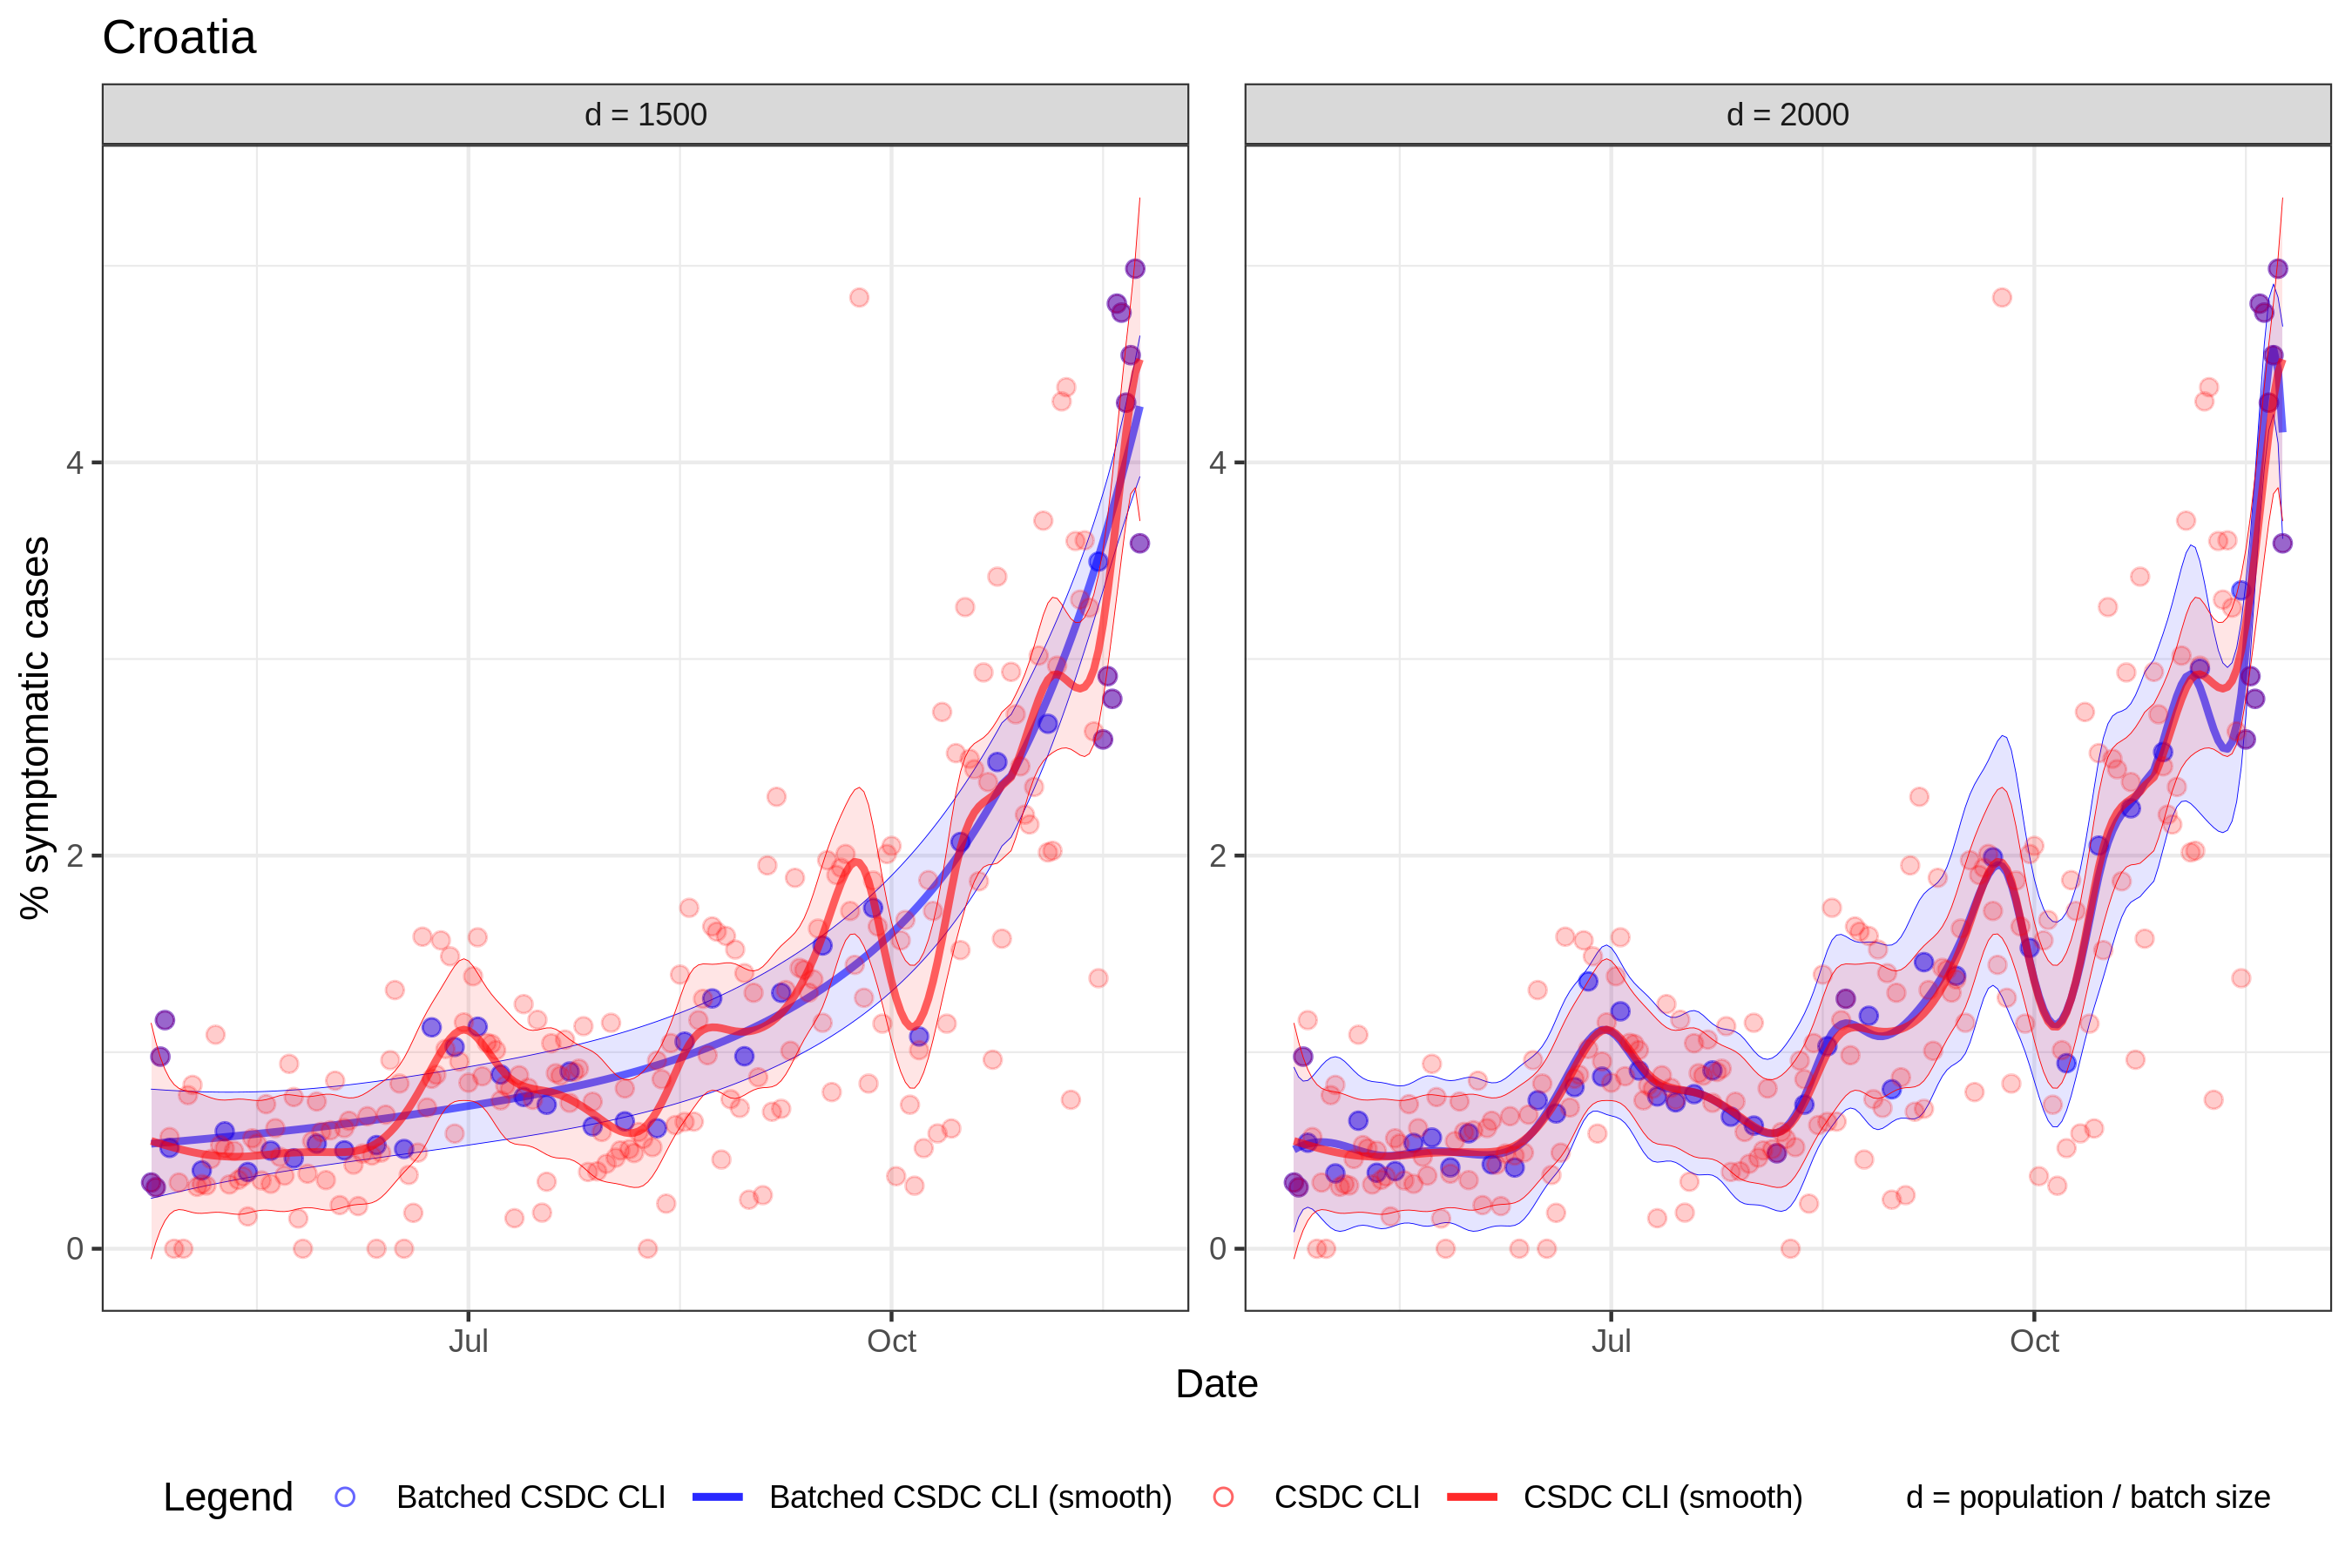 Croatia
d = 1500
d = 2000
% symptomatic cases
4
2
0
4
2
0
Jul
Oct
Jul
Oct
Date
Legend
Batched CSDC CLI
Batched CSDC CLI (smooth)
CSDC CLI
CSDC CLI (smooth)
d = population / batch size